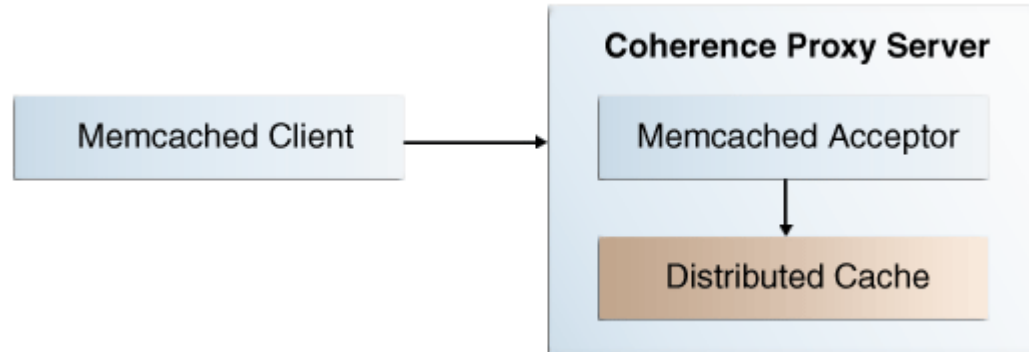 Coherence Proxy Server
Memcached Client
Memcached Acceptor
Distributed Cache